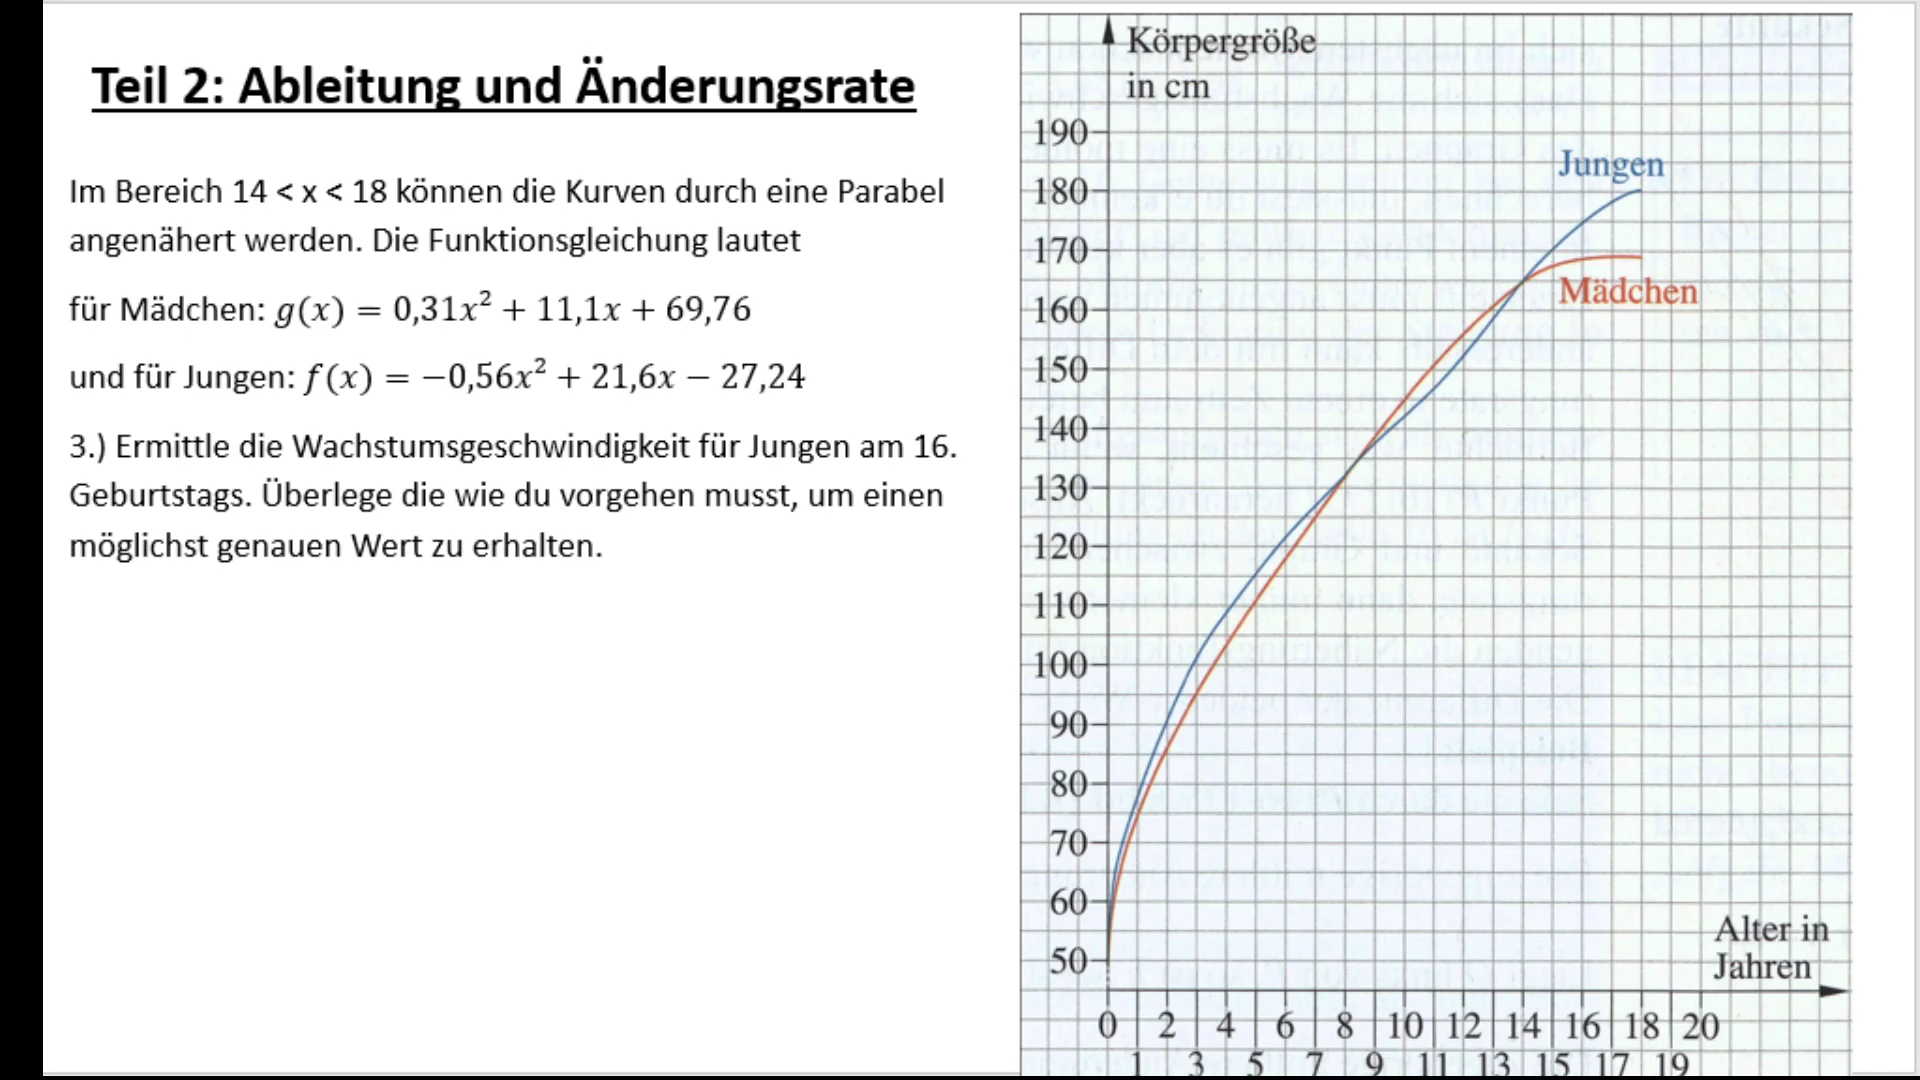 Teil 2: Ableitung und Änderungsrate
Im Bereich 14 < x < 18 können die Kurven durch eine Parabel
angenähert werden. Die Funktionsgleichung lautet
für Mädchen: g(x) = 0,31x² + 11,1x + 69,76
und für Jungen: f(x) = −0,56x² + 21,6x − 27,24
3.) Ermittle die Wachstumsgeschwindigkeit für Jungen am 16.
Geburtstags. Überlege die wie du vorgehen musst, um einen
möglichst genauen Wert zu erhalten.
Körpergröße
in cm
190
Jungen
180
170
Mädchen
160
150
140
130
120
110
100
90
80
70
60
50
Alter in
Jahren
0 2 4 6 8 10 12 14 16 18 20
1 3 5 7 9 11 13 15 17 19